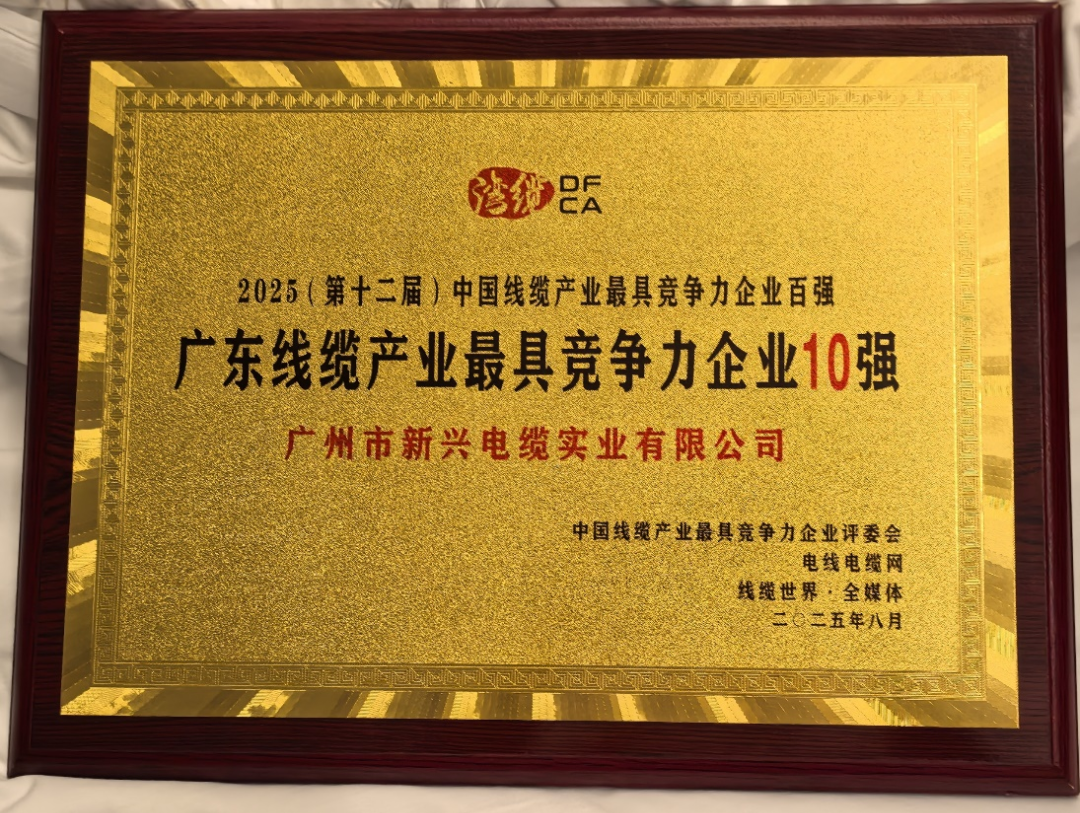 湾缆 DF
CA
2025(第十二届)中国线缆产业最具竞争力企业百强
广东线缆产业最具竞争力企业10强
广州市新兴电缆实业有限公司
中国线缆产业最具竞争力企业评委会
电线电缆网
线缆世界·全媒体
二〇二五年八月